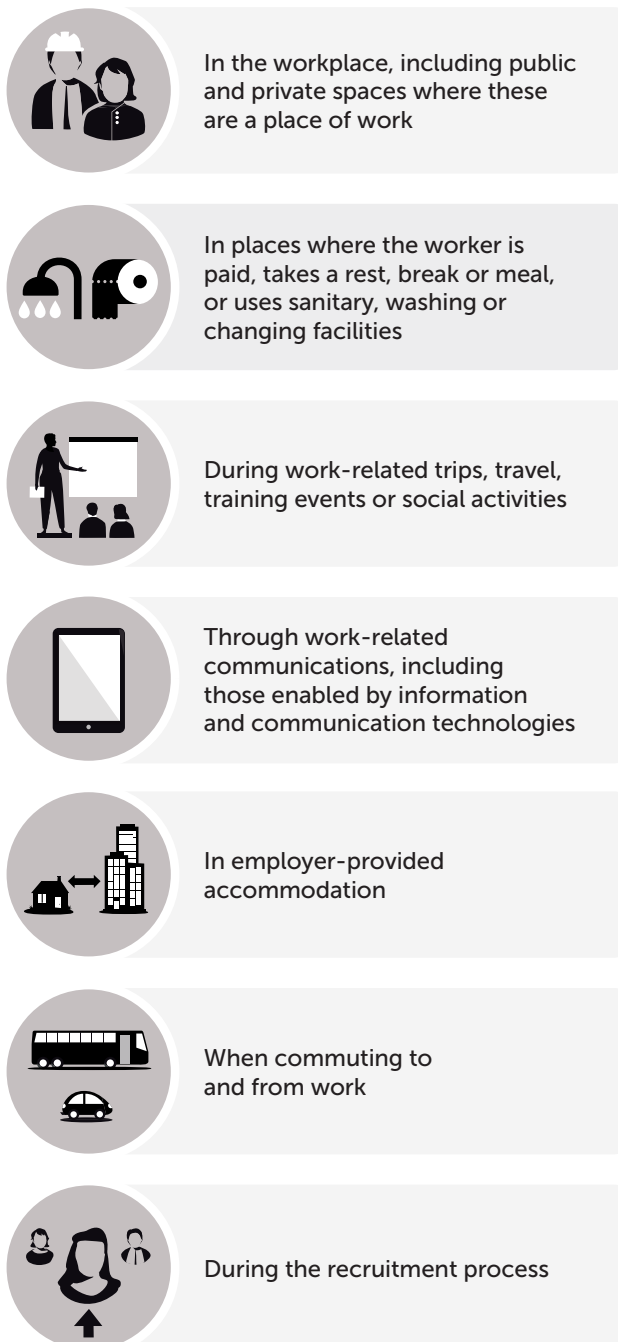 In the workplace, including public
and private spaces where these
are a place of work
In places where the worker is
paid, takes a rest, break or meal,
or uses sanitary, washing or
changing facilities
During work-related trips, travel,
training events or social activities
Through work-related
communications, including
those enabled by information
and communication technologies
In employer-provided
accommodation
When commuting to
and from work
During the recruitment process